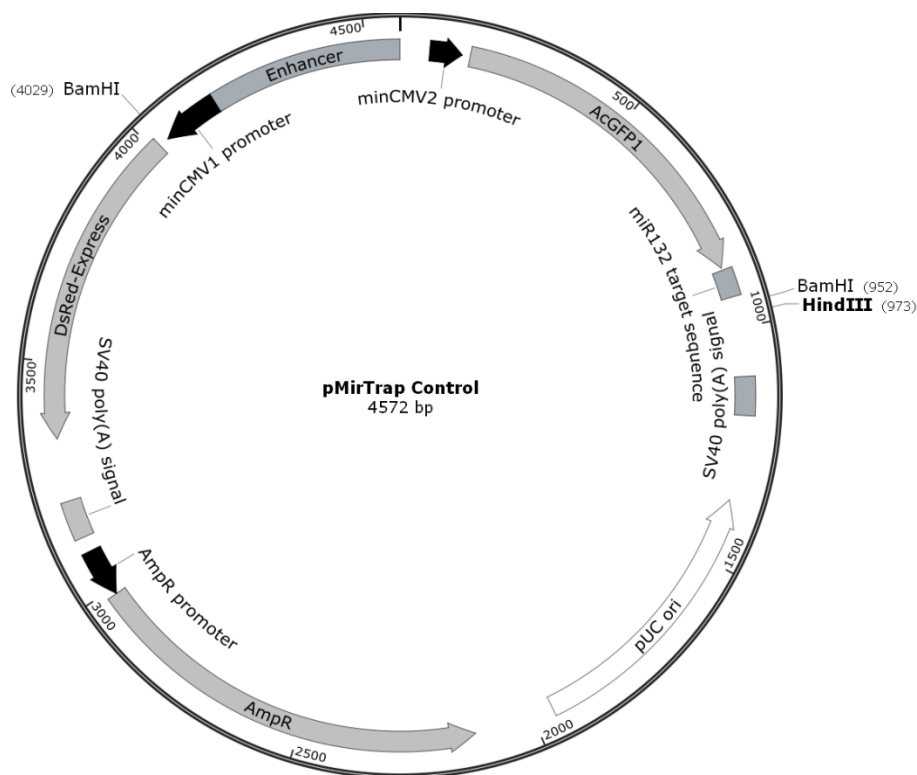 4500
Enhancer
minCMV2 promoter
500
AcGFP1
(4029) BamHI
4000
minCMV1 promoter
miR132 target sequence
BamHI (952)
HindIII (973)
1000
DsRed-Express
3500
SV40 poly(A) signal
pMirTrap Control
4572 bp
SV40 poly(A) signal
AmpR promoter
3000
1500
pUC ori
AmpR
2000
2500